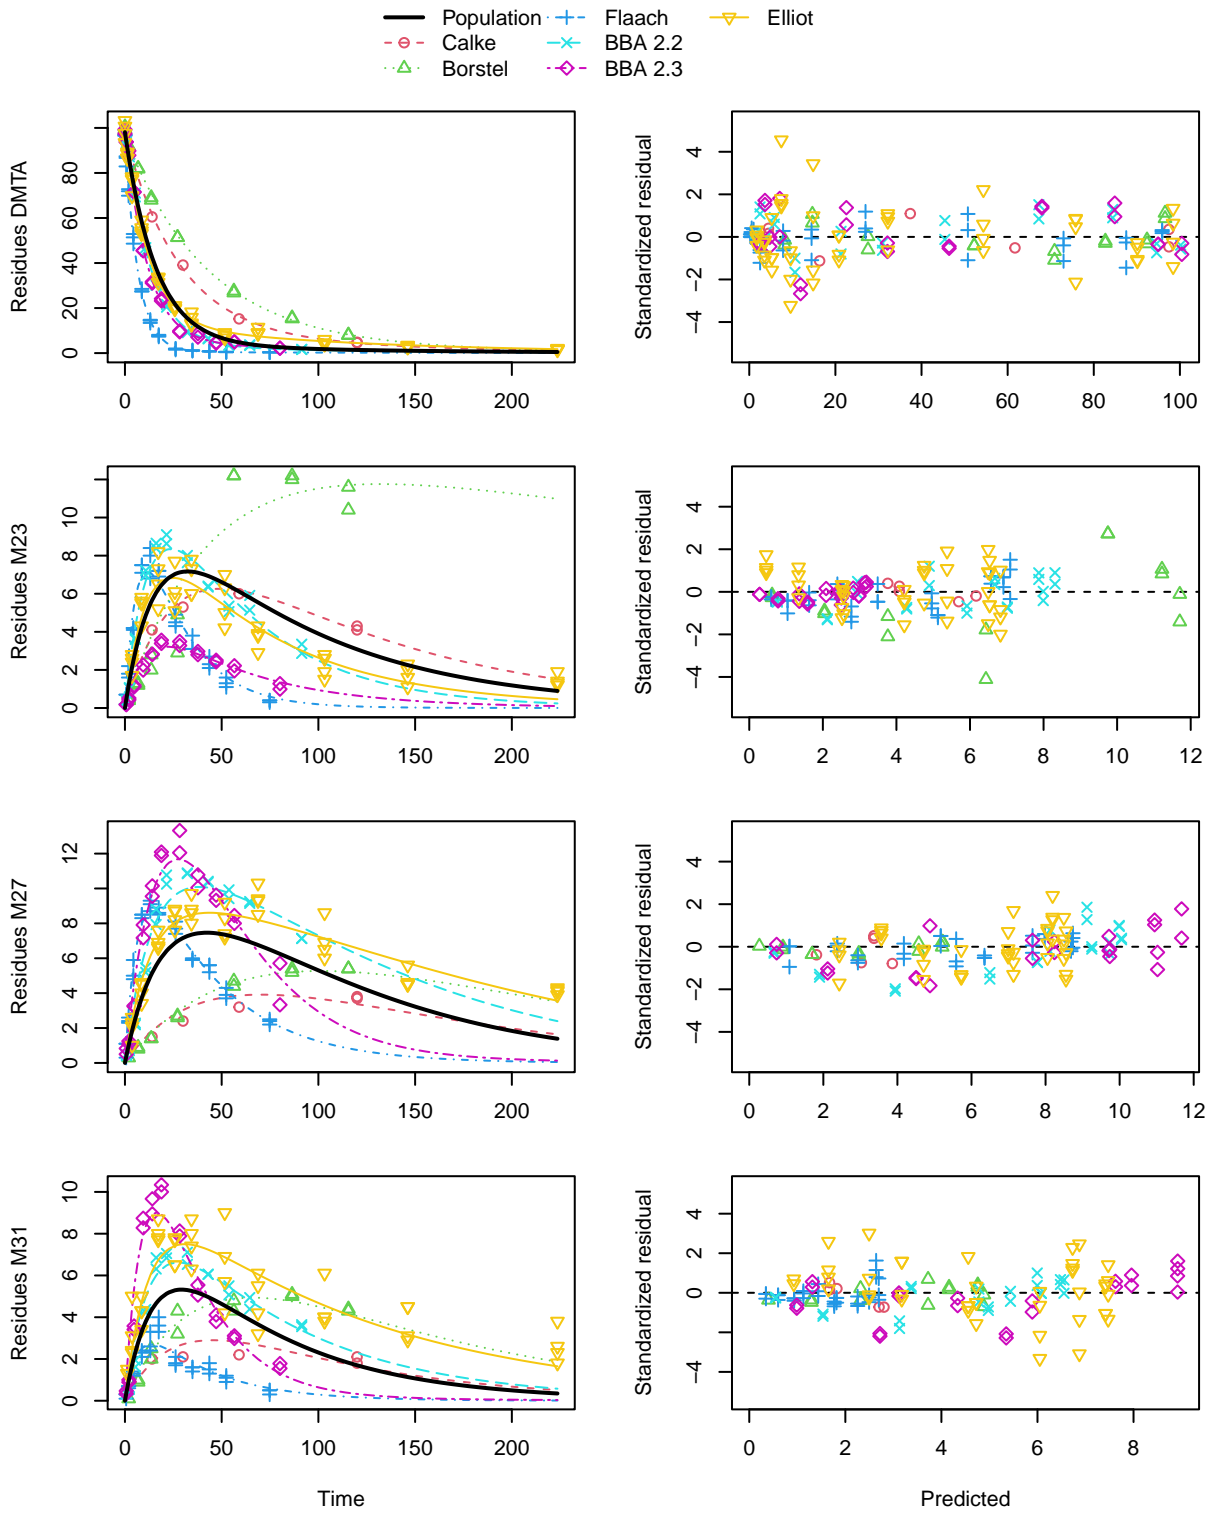 Population Flaach Elliot
Calke BBA 2.2
Borstel BBA 2.3
Residues DMTA
0 20 40 60 80
0 50 100 150 200
Standardized residual
−4 −2 0 2 4
0 20 40 60 80 100
Residues M23
0 2 4 6 8 10
0 50 100 150 200
Standardized residual
−4 −2 0 2 4
0 2 4 6 8 10 12
Residues M27
0 2 4 6 8 10 12
0 50 100 150 200
Standardized residual
−4 −2 0 2 4
0 2 4 6 8 10 12
Residues M31
0 2 4 6 8 10
0 50 100 150 200
Standardized residual
−4 −2 0 2 4
0 2 4 6 8
Time
Predicted